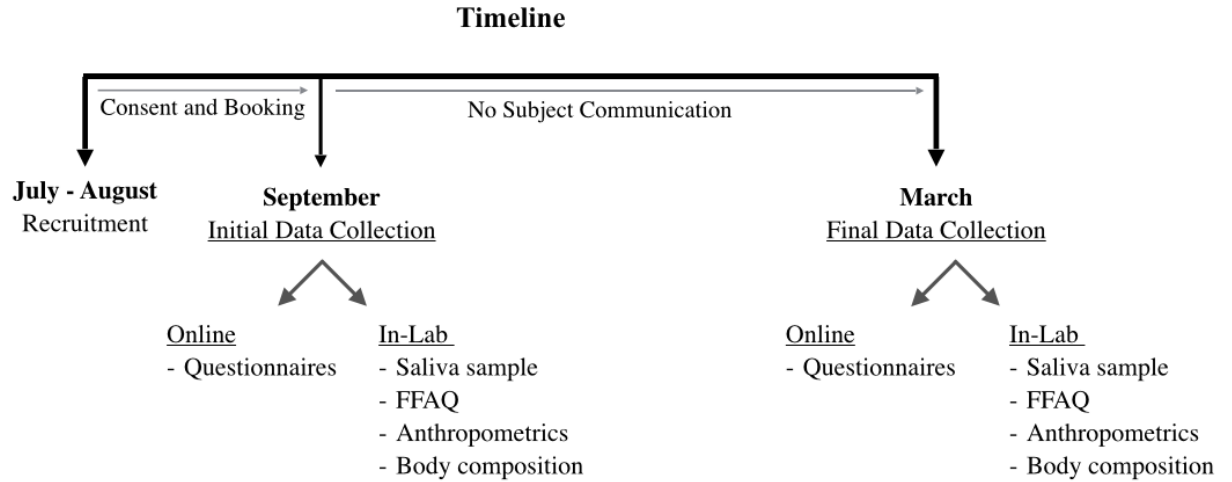 Timeline
Consent and Booking
No Subject Communication
July - August
Recruitment
September
Initial Data Collection
Online
- Questionnaires
In-Lab
- Saliva sample
- FFAQ
- Anthropometrics
- Body composition
March
Final Data Collection
Online
- Questionnaires
In-Lab
- Saliva sample
- FFAQ
- Anthropometrics
- Body composition